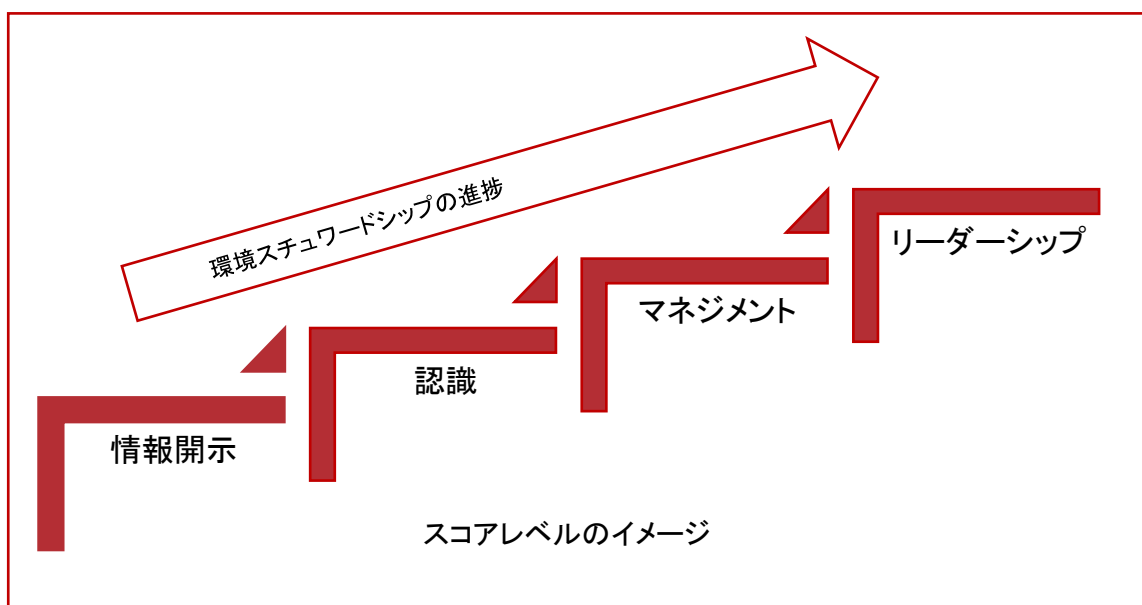 環境スチュワードシップの進捗
リーダーシップ
マネジメント
認識
情報開示
スコアレベルのイメージ